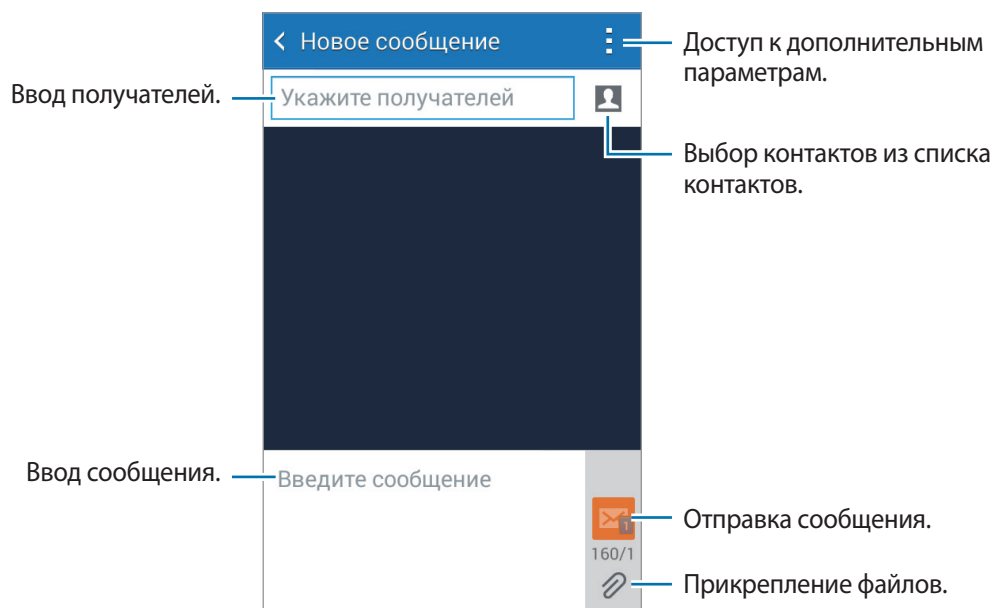 Новое сообщение
Доступ к дополнительным
параметрам.
Ввод получателей.
Укажите получателей
Выбор контактов из списка
контактов.
Ввод сообщения.
Введите сообщение
1
Отправка сообщения.
160/1
Прикрепление файлов.